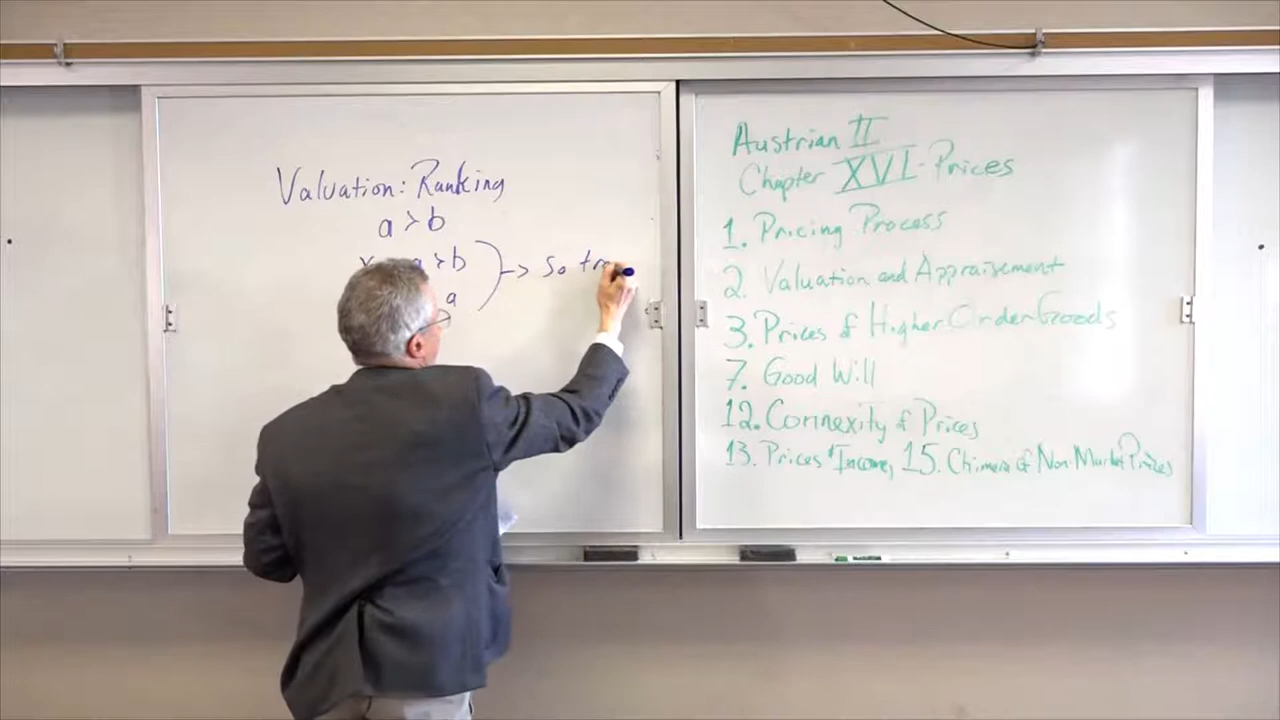 Valuation: Ranking
a > b
a > b → So
a
Austrian II
Chapter XVI - Prices
1. Pricing Process
2. Valuation and Appraisement
3. Prices of Higher Order Goods
7. Good Will
12. Connexity of Prices
13. Prices + Income, 15. Chimera of Non-Market Prices